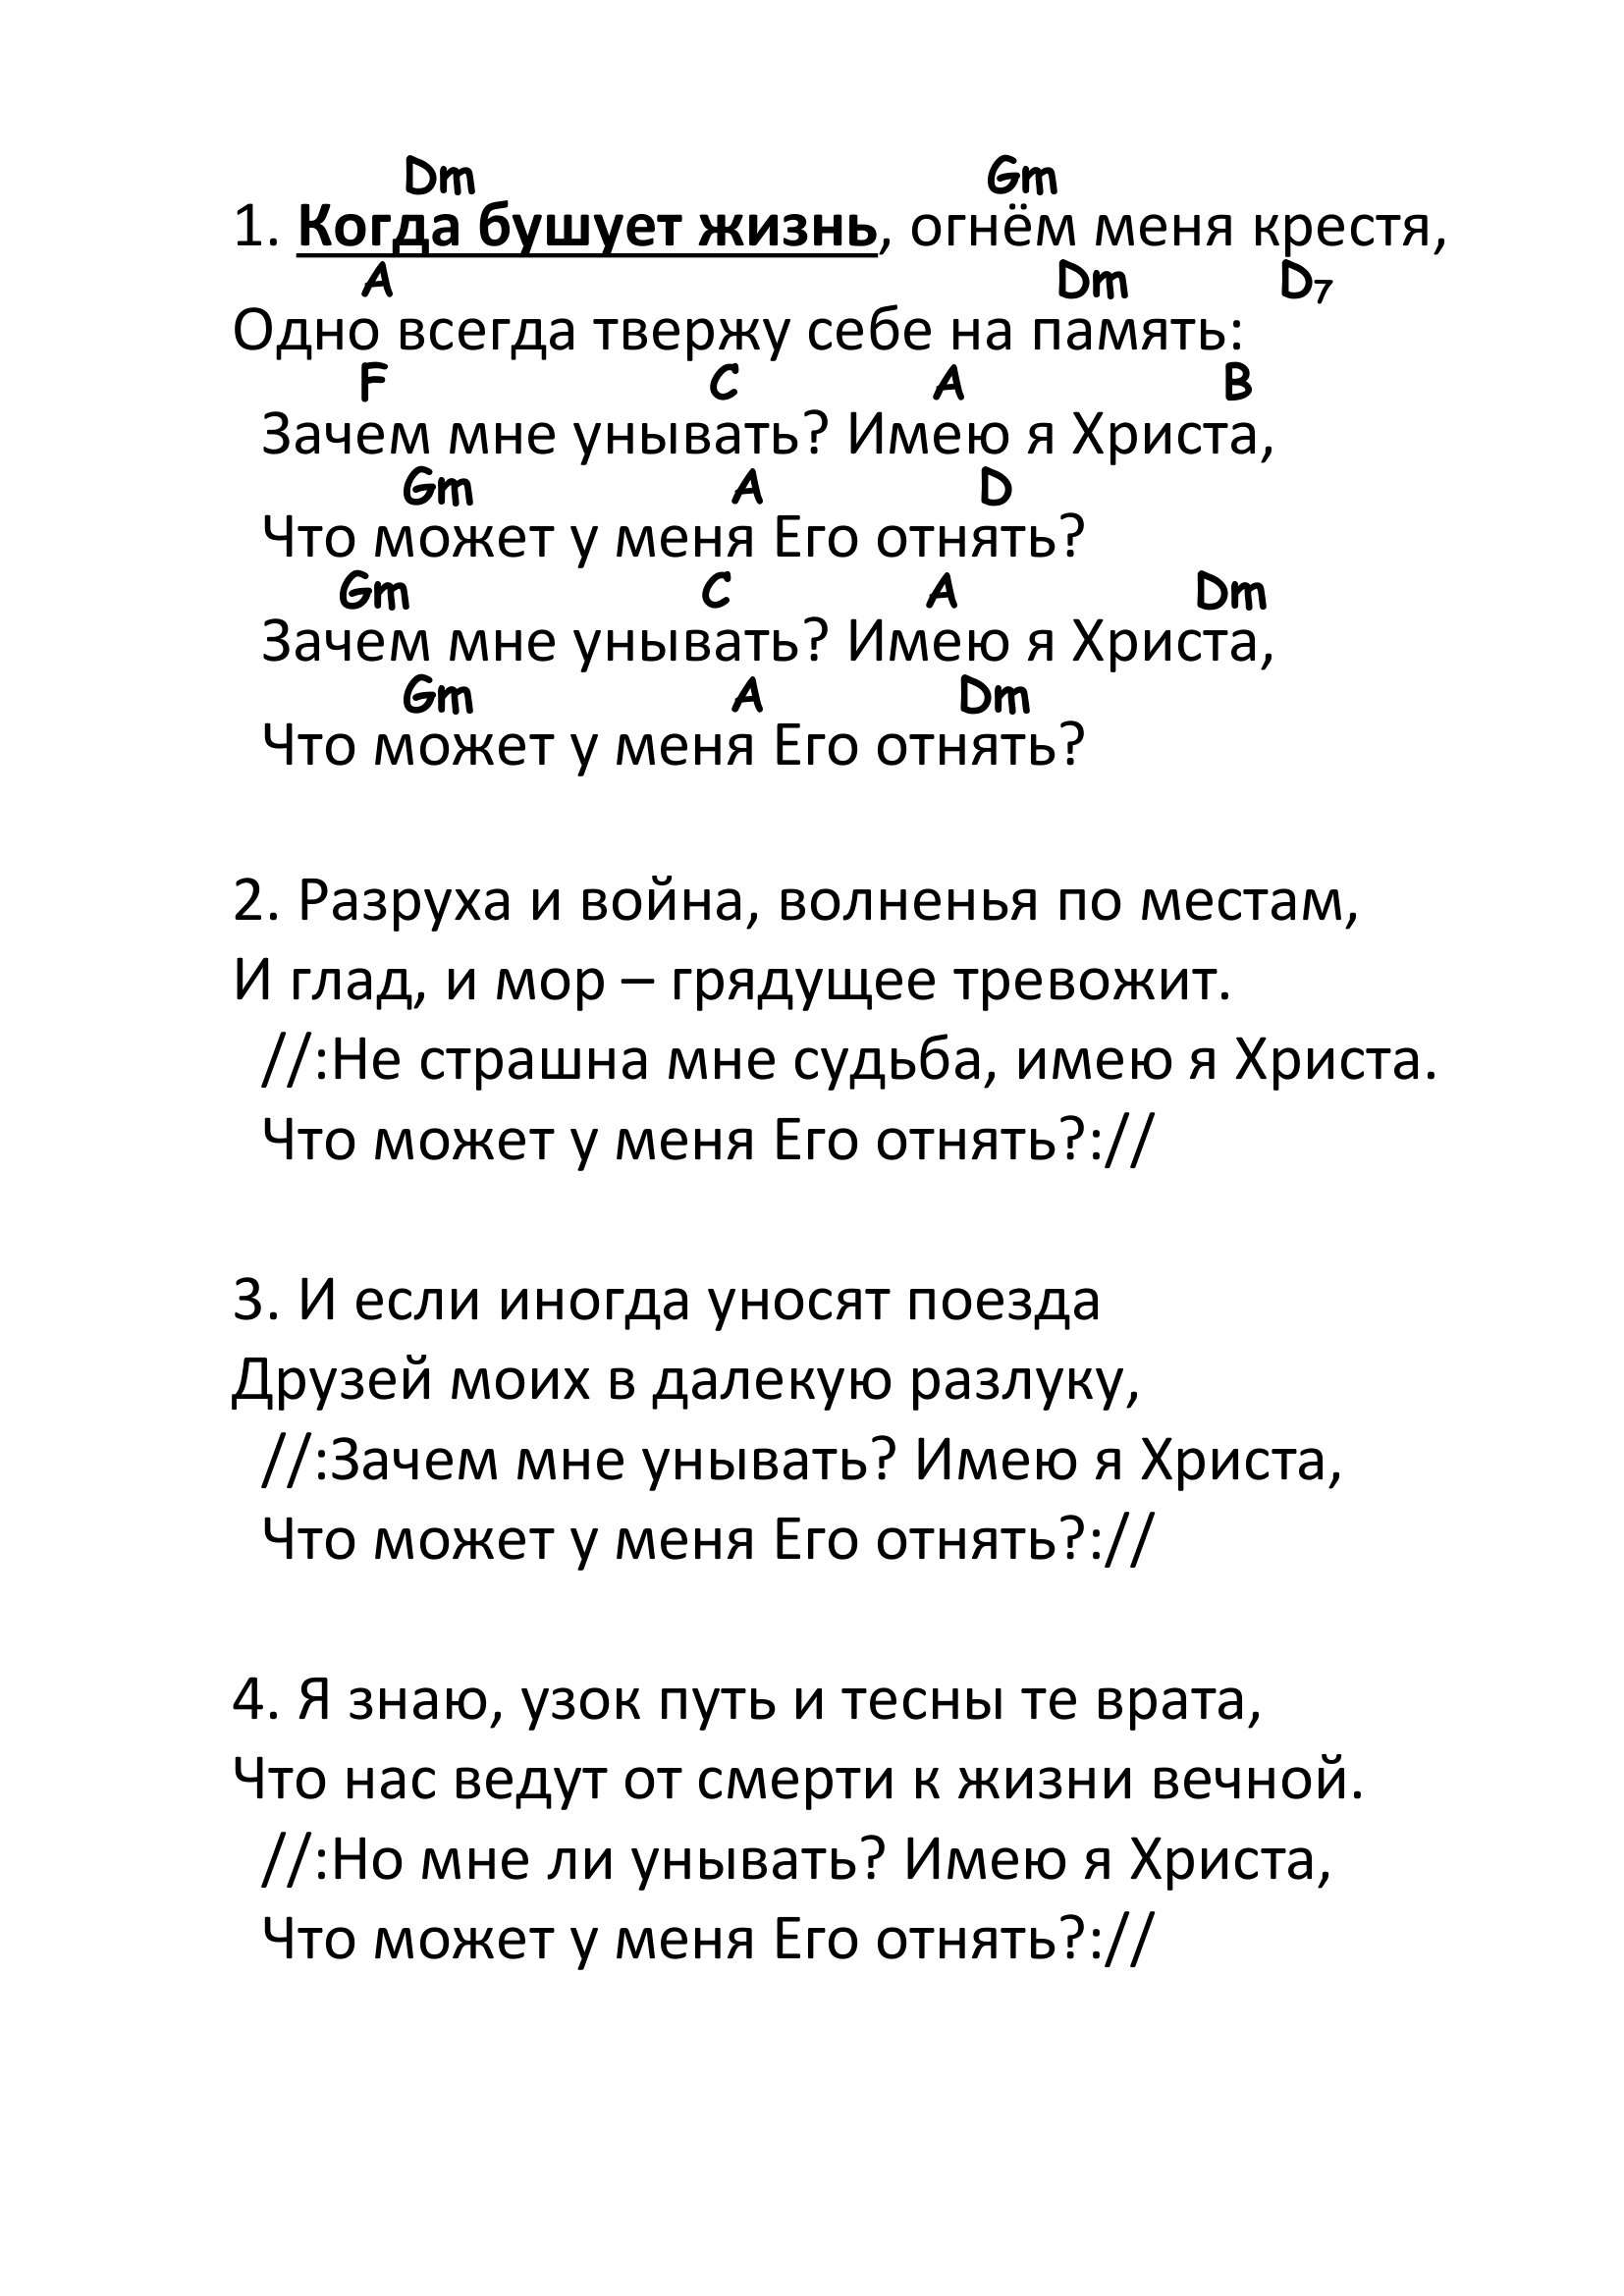 Dm Gm
1. Когда бушует жизнь, огнём меня крестя,
A Dm D₇
Одно всегда твержу себе на память:
F C A B
Зачем мне унывать? Имею я Христа,
Gm A D
Что может у меня Его отнять?
Gm C A Dm
Зачем мне унывать? Имею я Христа,
Gm A Dm
Что может у меня Его отнять?
2. Разруха и война, волненья по местам,
И глад, и мор – грядущее тревожит.
//:Не страшна мне судьба, имею я Христа.
Что может у меня Его отнять?://
3. И если иногда уносят поезда
Друзей моих в далекую разлуку,
//:Зачем мне унывать? Имею я Христа,
Что может у меня Его отнять?://
4. Я знаю, узок путь и тесны те врата,
Что нас ведут от смерти к жизни вечной.
//:Но мне ли унывать? Имею я Христа,
Что может у меня Его отнять?://